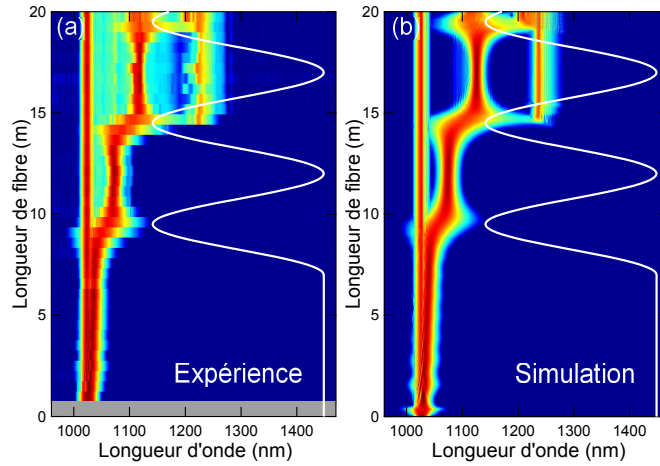 (a)
(b)
20
15
10
5
0
Longueur de fibre (m)
Expérience
1000 1100 1200 1300 1400
Longueur d'onde (nm)
20
15
10
5
0
Longueur de fibre (m)
Simulation
1000 1100 1200 1300 1400
Longueur d'onde (nm)